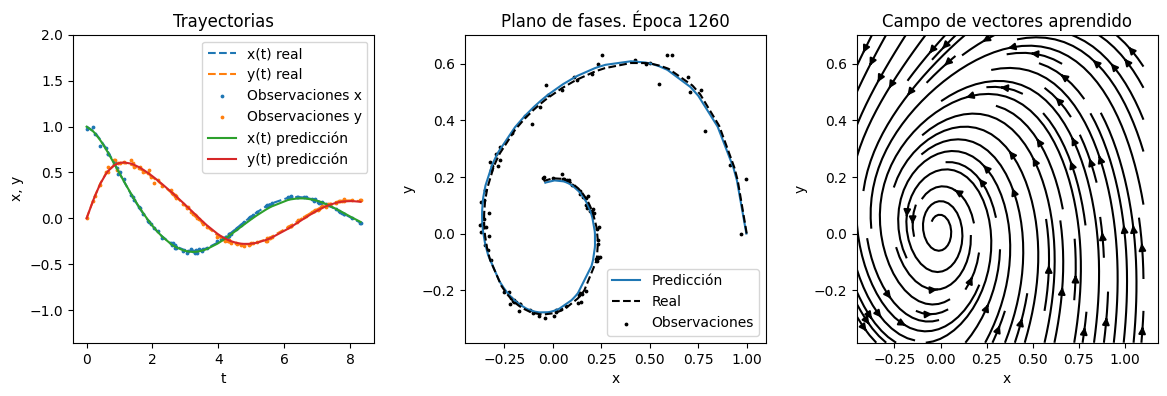 Trayectorias
2.0
1.5
1.0
0.5
0.0
−0.5
−1.0
x, y
0
2
4
6
8
t
x(t) real
y(t) real
Observaciones x
Observaciones y
x(t) predicción
y(t) predicción
Plano de fases. Época 1260
0.6
0.4
0.2
0.0
−0.2
y
−0.25
0.00
0.25
0.50
0.75
1.00
x
Predicción
Real
Observaciones
Campo de vectores aprendido
0.6
0.4
0.2
0.0
−0.2
y
−0.25
0.00
0.25
0.50
0.75
1.00
x